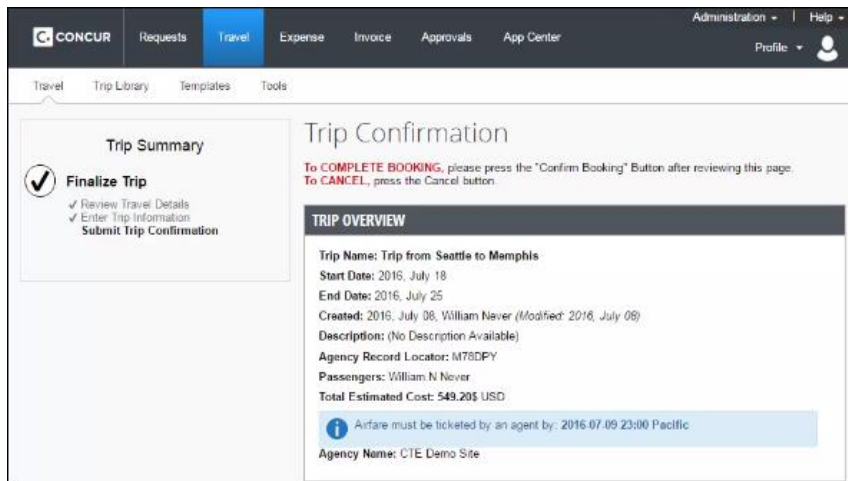 Administration | Help
C. CONCUR Requests Travel Expense Invoice Approvals App Center
Profile
Travel Trip Library Templates Tools
Trip Summary
Finalize Trip
✓ Review Travel Details
✓ Enter Trip Information
Submit Trip Confirmation
Trip Confirmation
To COMPLETE BOOKING, please press the "Confirm Booking" Button after reviewing this page.
To CANCEL, press the Cancel button.
TRIP OVERVIEW
Trip Name: Trip from Seattle to Memphis
Start Date: 2016, July 18
End Date: 2016, July 25
Created: 2016, July 08, William Never (Modified: 2016, July 08)
Description: (No Description Available)
Agency Record Locator: M78DPY
Passengers: William N Never
Total Estimated Cost: 549.20$ USD
Airfare must be ticketed by an agent by: 2016-07-09 23:00 Pacific
Agency Name: CTE Demo Site